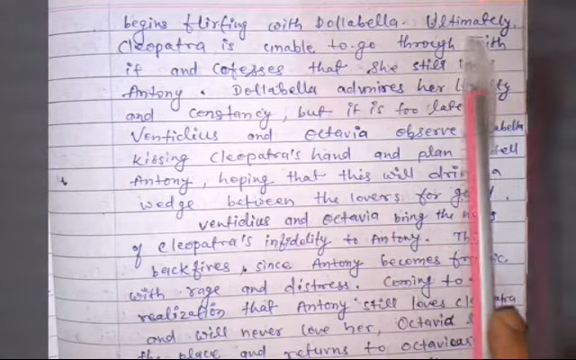 begins flirting with Dollabella. Ultimately,
Cleopatra is unable to go through with
it and cofesses that she still
Antony. Dollabella admires her
and constancy, but it is too late
Ventidius and Octavia observe
Kissing Cleopatra's hand and plan
Antony, hoping that this will a
wedge between the lovers for
ventidius and octavia bring the
of cleopatra's infidelity to Antony.
backfires, since Antony becomes
with rage and distress. Coming to
realization that Antony still loves
and will never love her, Octavia
the place and returns to octavious